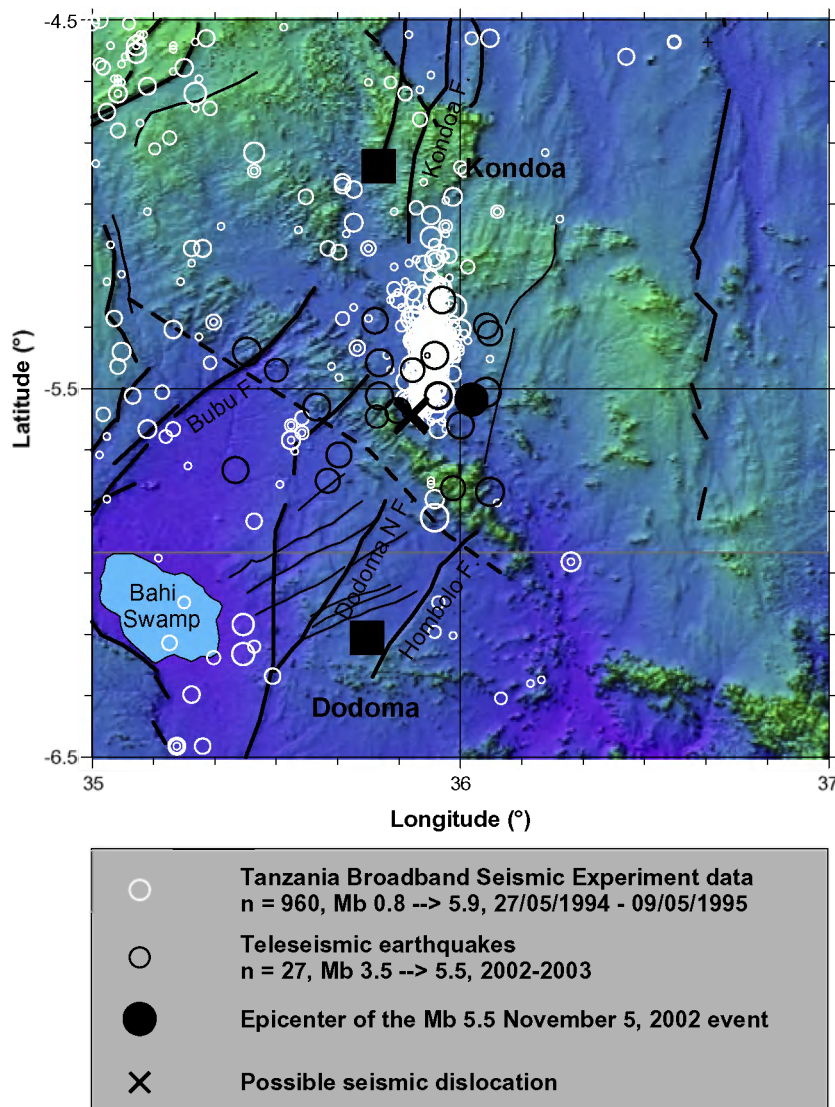 -4.5
Kondoa F.
Kondoa
Latitude (°)
-5.5
Bubu F.
Dodoma N F.
Hombolo F.
Bahi
Swamp
Dodoma
-6.5
35
36
37
Longitude (°)
Tanzania Broadband Seismic Experiment data
n = 960, Mb 0.8 --> 5.9, 27/05/1994 - 09/05/1995
Teleseismic earthquakes
n = 27, Mb 3.5 --> 5.5, 2002-2003
Epicenter of the Mb 5.5 November 5, 2002 event
Possible seismic dislocation